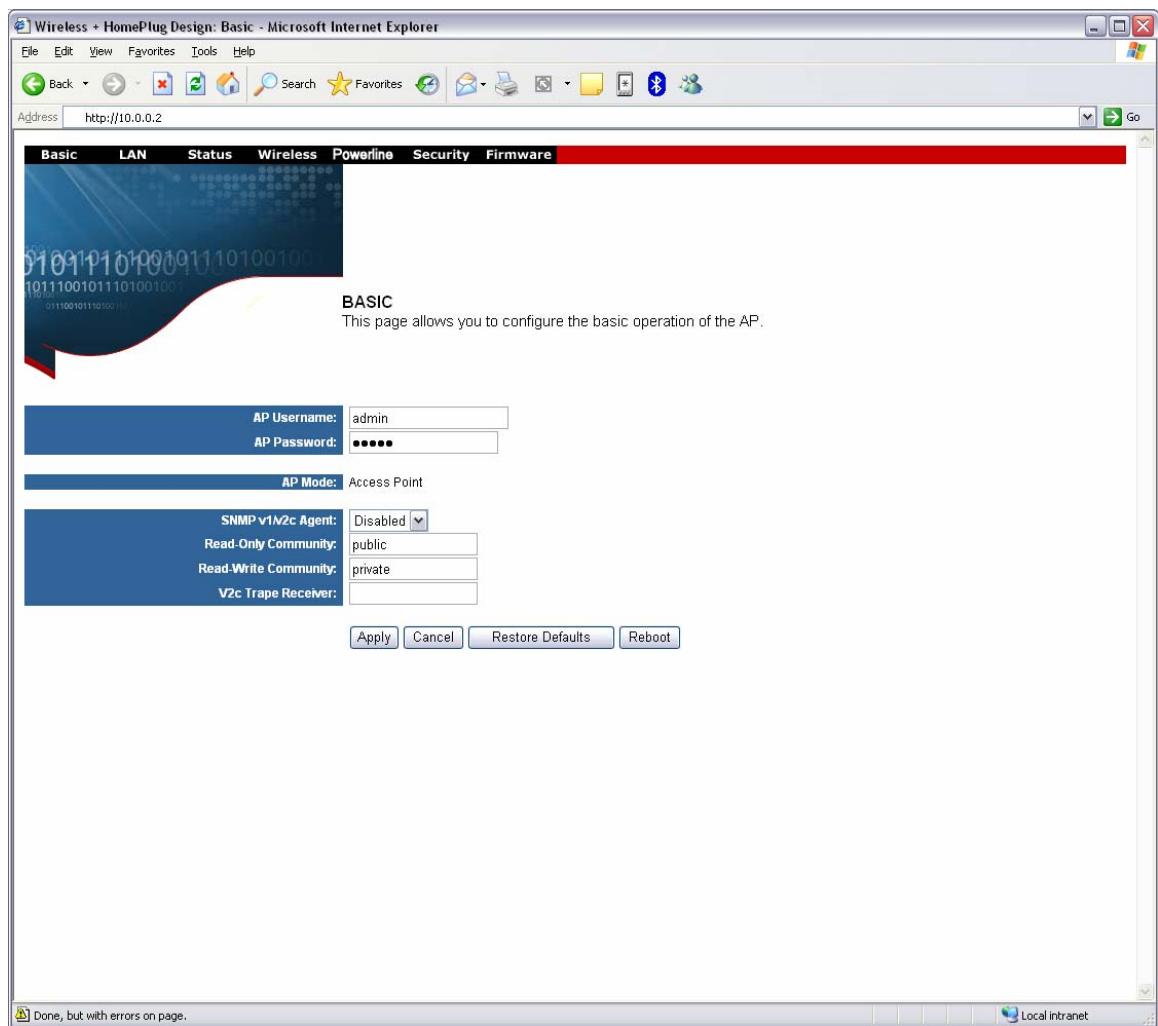 Wireless + HomePlug Design: Basic - Microsoft Internet Explorer
File Edit View Favorites Tools Help
Back Search Favorites
Address http://10.0.0.2 Go
Basic LAN Status Wireless Powerline Security Firmware
BASIC
This page allows you to configure the basic operation of the AP.
AP Username: admin
AP Password: •••••
AP Mode: Access Point
SNMP v1/v2c Agent: Disabled
Read-Only Community: public
Read-Write Community: private
V2c Trape Receiver:
Apply Cancel Restore Defaults Reboot
Done, but with errors on page. Local intranet